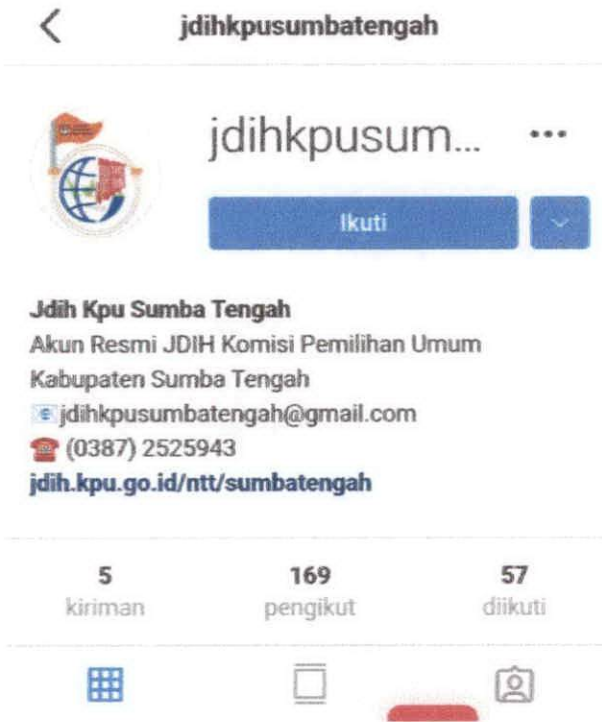 jdihkpusumbatengah
jdihkpusum... 
Ikuti
Jdih Kpu Sumba Tengah
Akun Resmi JDIH Komisi Pemilihan Umum
Kabupaten Sumba Tengah
jdihkpusumbatengah@gmail.com
(0387) 2525943
jdih.kpu.go.id/ntt/sumbatengah
5 169 57
kiriman pengikut diikuti